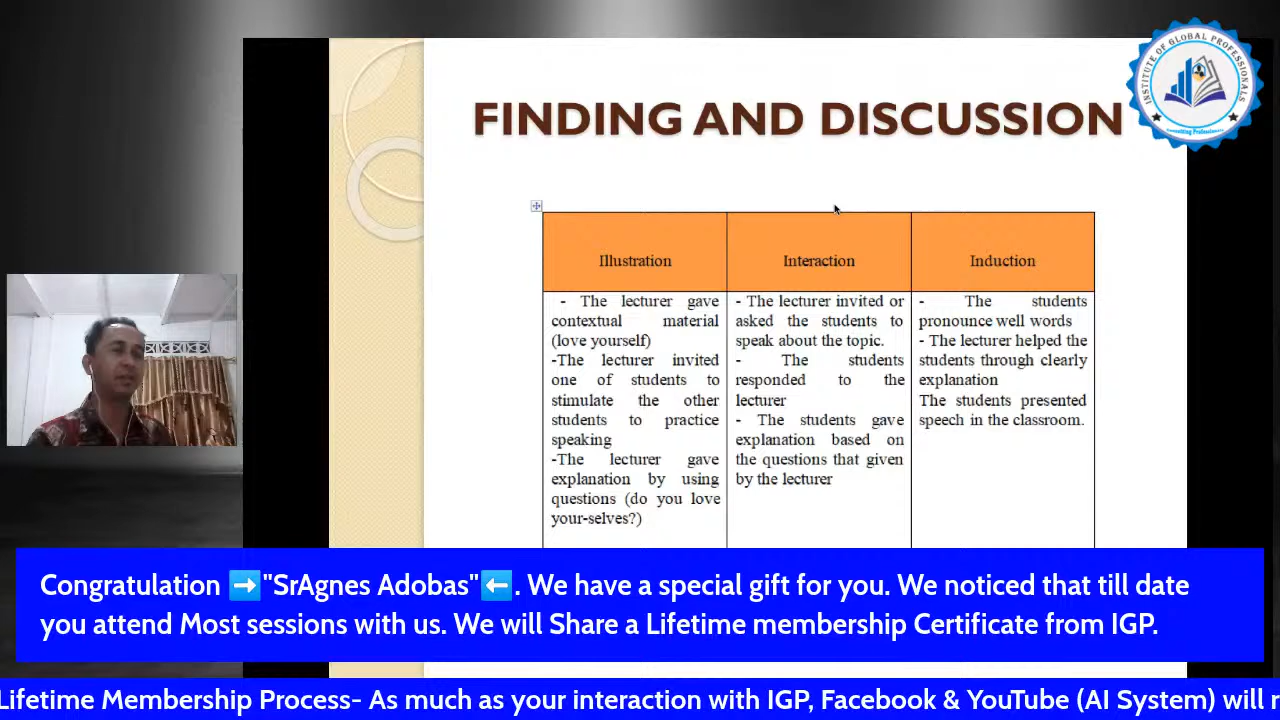 INSTITUTE OF GLOBAL PROFESSIONALS
Connecting Professionals
FINDING AND DISCUSSION
Illustration
Interaction
Induction
- The lecturer gave
contextual material
(love yourself)
-The lecturer invited
one of students to
stimulate the other
students to practice
speaking
-The lecturer gave
explanation by using
questions (do you love
your-selves?)
- The lecturer invited or
asked the students to
speak about the topic.
- The students
responded to the
lecturer
- The students gave
explanation based on
the questions that given
by the lecturer
- The students
pronounce well words
- The lecturer helped the
students through clearly
explanation
The students presented
speech in the classroom.
Congratulation ➡️"SrAgnes Adobas"⬅️. We have a special gift for you. We noticed that till date
you attend Most sessions with us. We will Share a Lifetime membership Certificate from IGP.
Lifetime Membership Process- As much as your interaction with IGP, Facebook & YouTube (AI System) will